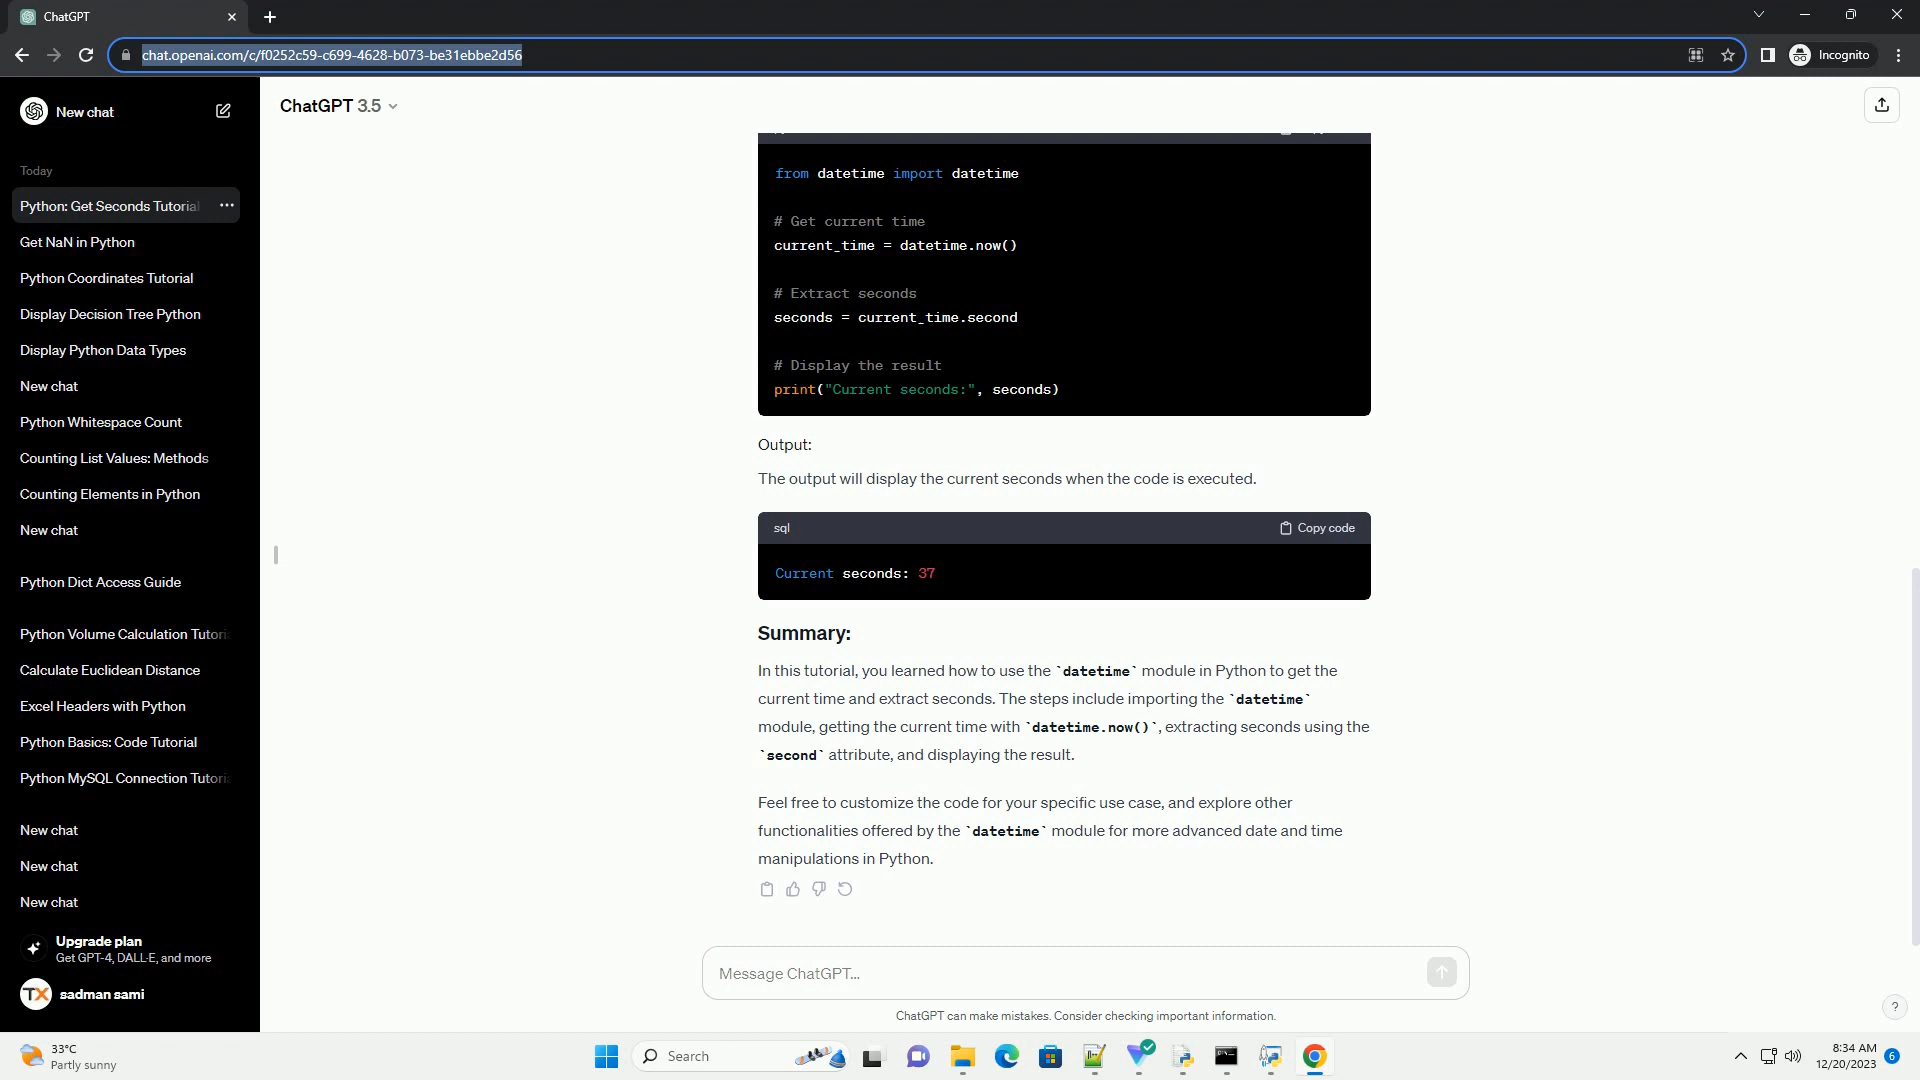 ChatGPT
chat.openai.com/c/f0252c59-c699-4628-b073-be31ebbe2d56
Incognito
New chat
ChatGPT 3.5
Today
Python: Get Seconds Tutorial
Get NaN in Python
Python Coordinates Tutorial
Display Decision Tree Python
Display Python Data Types
New chat
Python Whitespace Count
Counting List Values: Methods
Counting Elements in Python
New chat
Python Dict Access Guide
Python Volume Calculation Tutori
Calculate Euclidean Distance
Excel Headers with Python
Python Basics: Code Tutorial
Python MySQL Connection Tutori
New chat
New chat
New chat
Upgrade plan
Get GPT-4, DALL·E, and more
TX sadman sami
from datetime import datetime
# Get current time
current_time = datetime.now()
# Extract seconds
seconds = current_time.second
# Display the result
print("Current seconds:", seconds)
Output:
The output will display the current seconds when the code is executed.
sql Copy code
Current seconds: 37
Summary:
In this tutorial, you learned how to use the `datetime` module in Python to get the
current time and extract seconds. The steps include importing the `datetime`
module, getting the current time with `datetime.now()`, extracting seconds using the
`second` attribute, and displaying the result.
Feel free to customize the code for your specific use case, and explore other
functionalities offered by the `datetime` module for more advanced date and time
manipulations in Python.
Message ChatGPT...
ChatGPT can make mistakes. Consider checking important information.
?
33°C
Partly sunny
Search
8:34 AM
12/20/2023
6